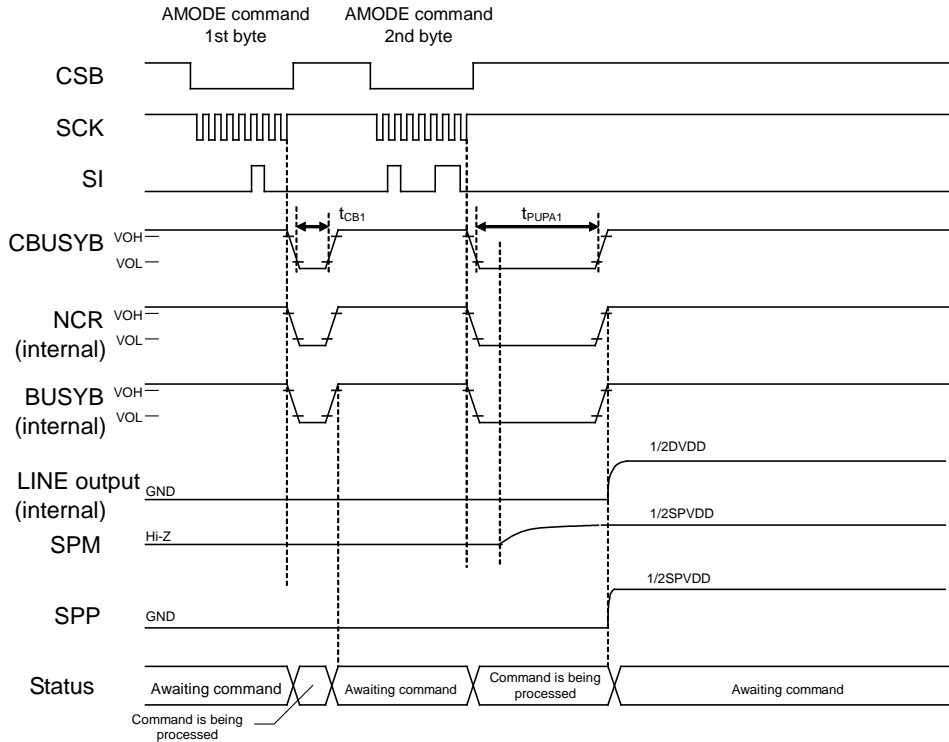 AMODE command
1st byte
AMODE command
2nd byte
CSB
SCK
SI
tCB1
tPUPA1
CBUSYB
VOH
VOL
NCR
(internal)
VOH
VOL
BUSYB
(internal)
VOH
VOL
1/2DVDD
LINE output
(internal)
GND
1/2SPVDD
SPM
Hi-Z
1/2SPVDD
SPP
GND
Status
Awaiting command
Awaiting command
Command is being
processed
Awaiting command
Command is being
processed